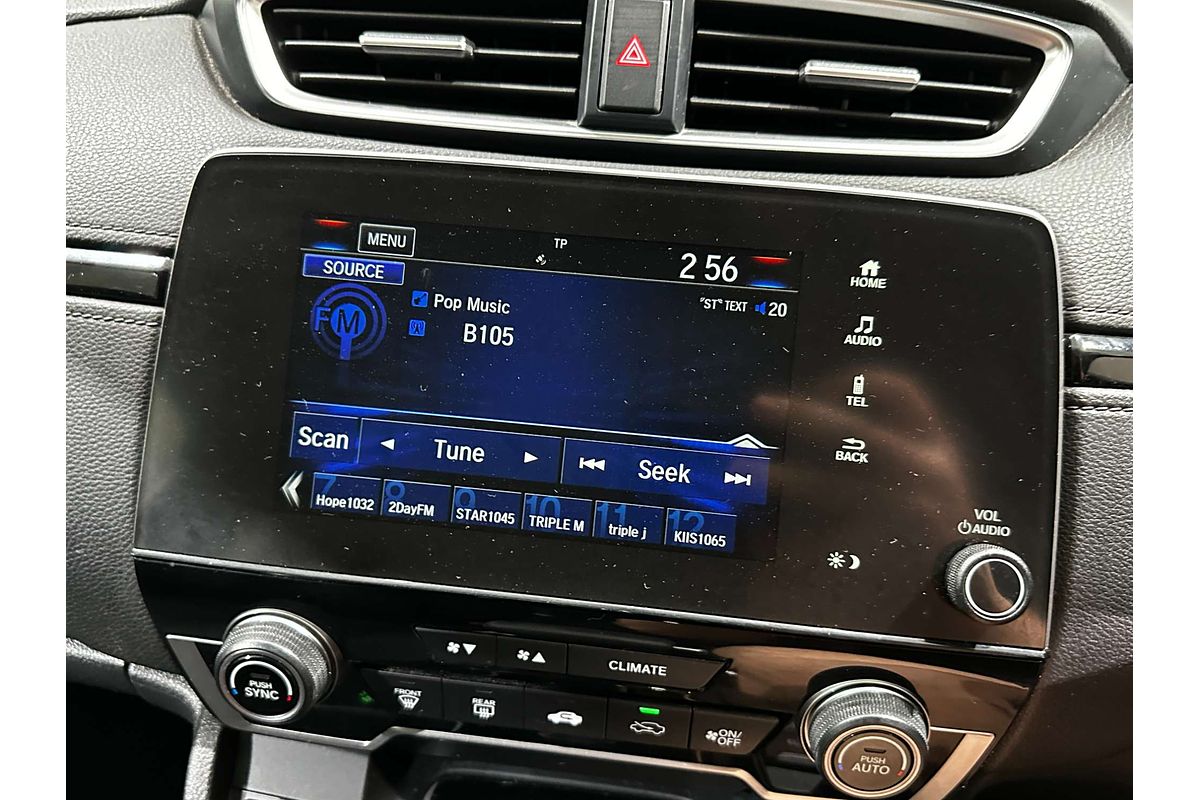 MENU
TP
2 56
SOURCE
FM
Pop Music
"ST" TEXT
20
B105
Scan
Tune
Seek
7 Hope1032
8 2DayFM
9 STAR1045
10 TRIPLE M
11 triple j
12 KIIS1065
HOME
AUDIO
TEL
BACK
VOL
AUDIO
PUSH
SYNC
CLIMATE
FRONT
REAR
ON/
OFF
PUSH
AUTO